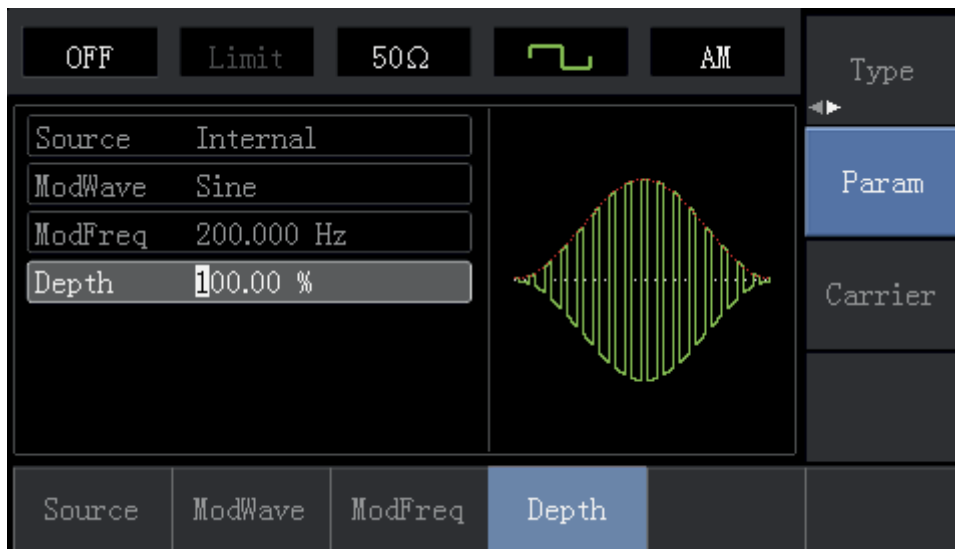 OFF Limit 50Ω AM
Type
Source Internal
ModWave Sine
ModFreq 200.000 Hz
Depth 100.00 %
Param
Carrier
Source ModWave ModFreq Depth